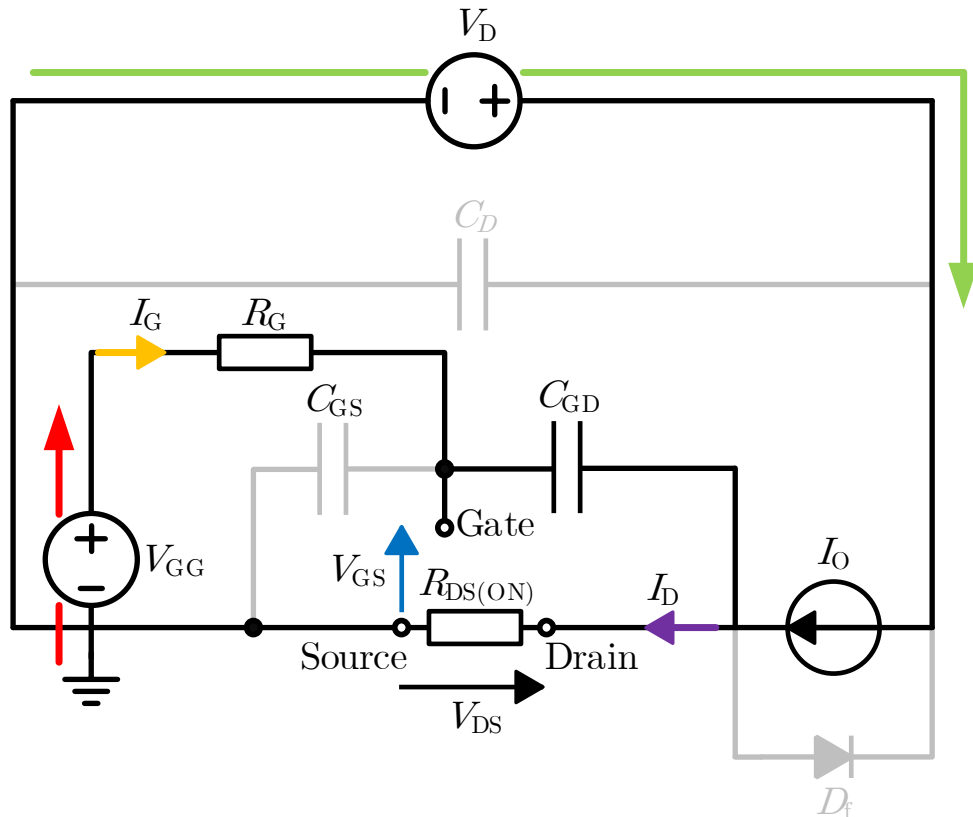 V_D
C_D
I_G
R_G
C_GS
C_GD
Gate
V_GG
V_GS
R_DS(ON)
I_D
I_O
Source
Drain
V_DS
D_f